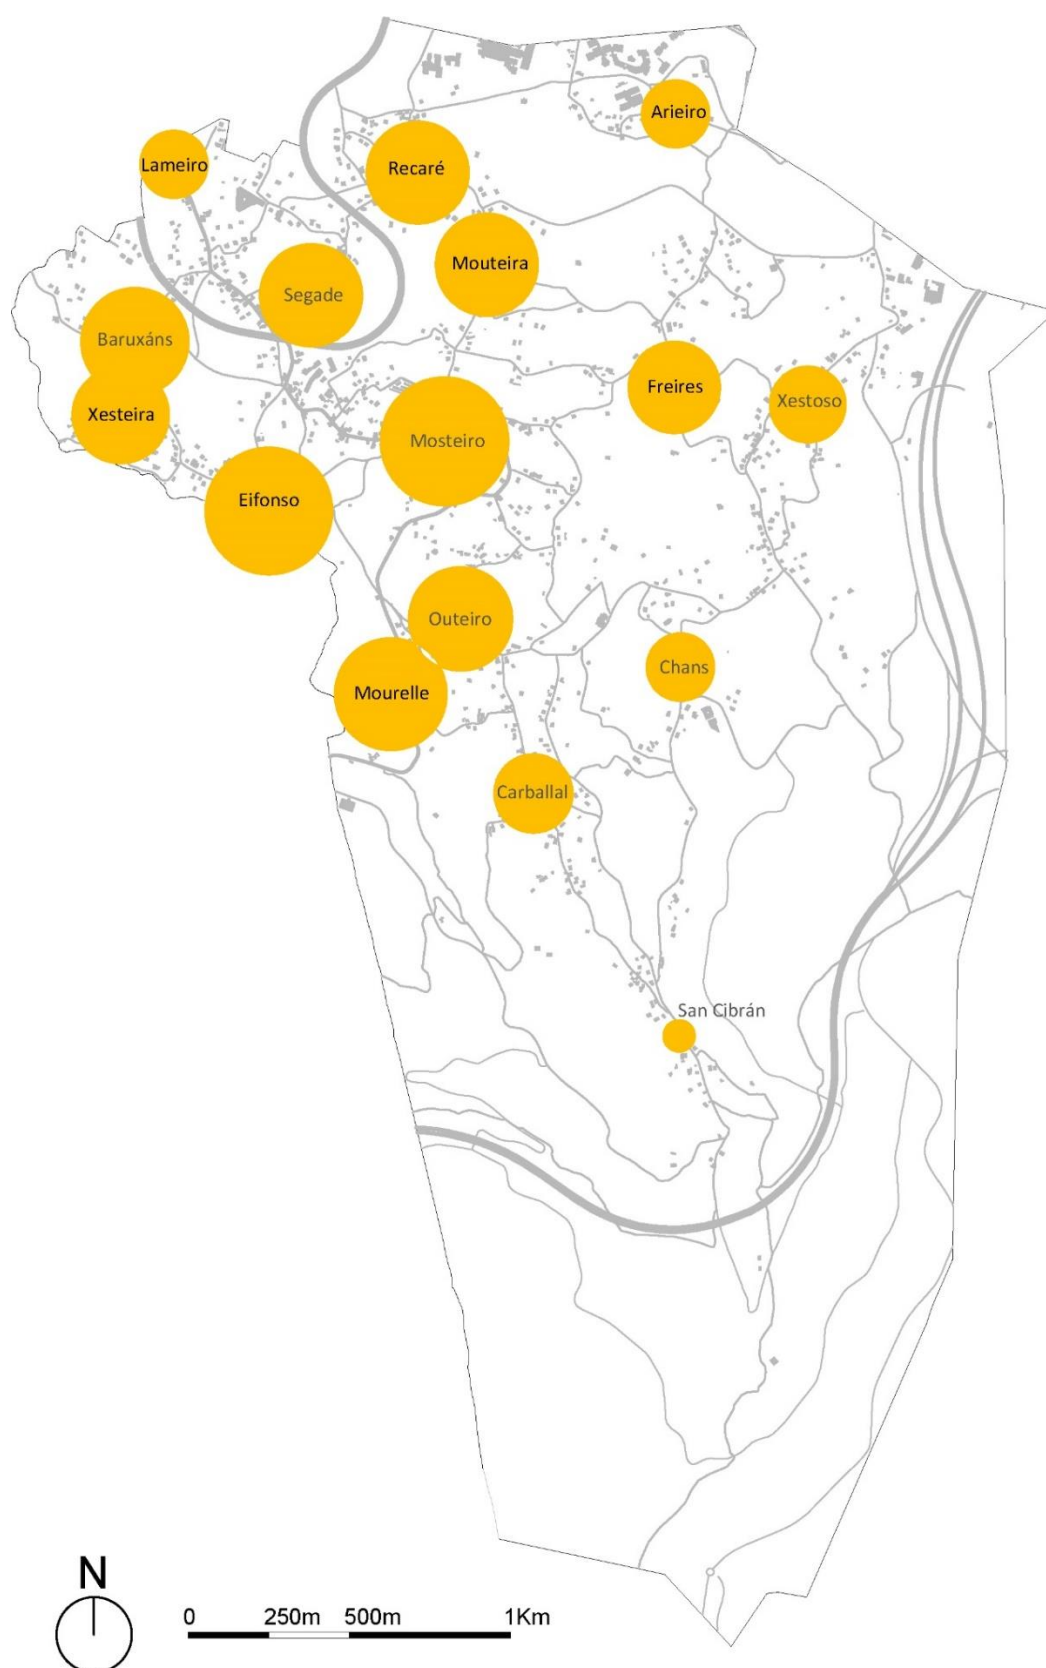 Arieiro
Lameiro
Recaré
Mouteira
Segade
Baruxáns
Freires
Xestoso
Xesteira
Mosteiro
Eifonso
Outeiro
Chans
Mourelle
Carballal
San Cibrán
N
0 250m 500m 1Km